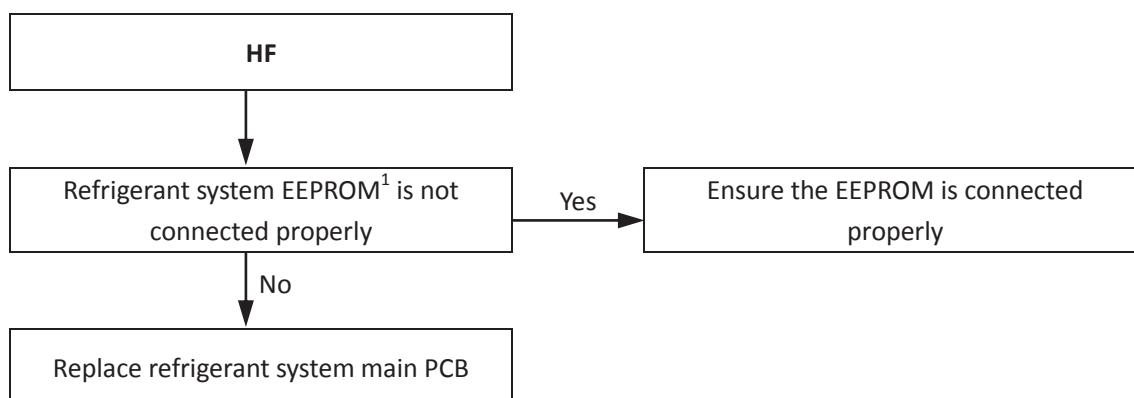 HF
Refrigerant system EEPROM¹ is not
connected properly
Yes
Ensure the EEPROM is connected
properly
No
Replace refrigerant system main PCB